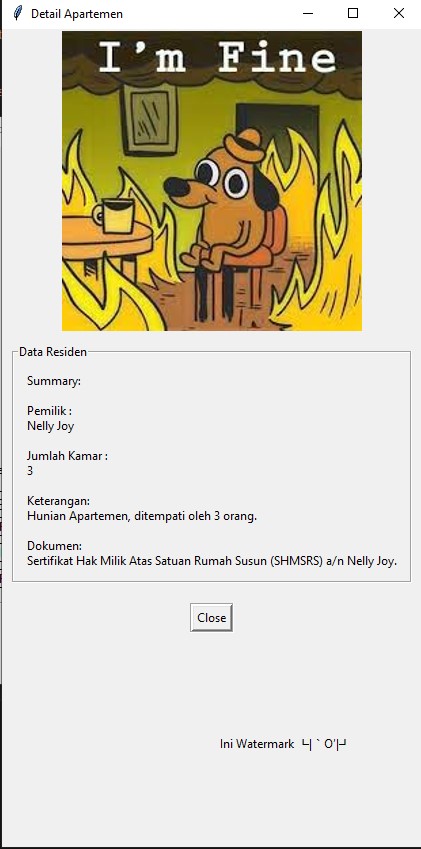 Detail Apartemen
I'm Fine
Data Residen
Summary:
Pemilik :
Nelly Joy
Jumlah Kamar :
3
Keterangan:
Hunian Apartemen, ditempati oleh 3 orang.
Dokumen:
Sertifikat Hak Milik Atas Satuan Rumah Susun (SHMSRS) a/n Nelly Joy.
Close
Ini Watermark ┗|｀O′|┛